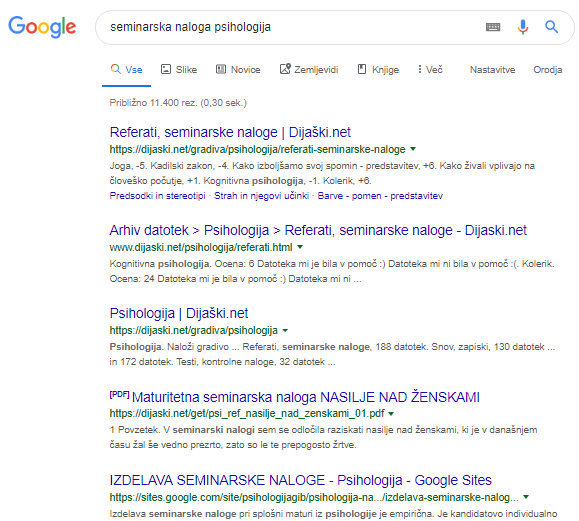 Google
seminarska naloga psihologija
Vse Slike Novice Zemljevidi Knjige Več Nastavitve Orodja
Približno 11.400 rez. (0,30 sek.)
Referati, seminarske naloge | Dijaški.net
https://dijaski.net/gradiva/psihologija/referati-seminarske-naloge
Joga, -5. Kadilski zakon, -4. Kako izboljšamo svoj spomin - predstavitev, +6. Kako živali vplivajo na
človeško počutje, +1. Kognitivna psihologija, -1. Kolerik, +6.
Predsodki in stereotipi · Strah in njegovi učinki · Barve - pomen - predstavitev
Arhiv datotek > Psihologija > Referati, seminarske naloge - Dijaski.net
www.dijaski.net/psihologija/referati.html
Kognitivna psihologija. Ocena: 6 Datoteka mi je bila v pomoč :) Datoteka mi ni bila v pomoč :(. Kolerik.
Ocena: 24 Datoteka mi je bila v pomoč :) Datoteka mi ni ...
Psihologija | Dijaški.net
https://dijaski.net/gradiva/psihologija
Psihologija. Naloži gradivo ... Referati, seminarske naloge, 188 datotek. Snov, zapiski, 130 datotek ...
in 172 datotek. Testi, kontrolne naloge, 32 datotek ...
[PDF] Maturitetna seminarska naloga NASILJE NAD ŽENSKAMI
https://dijaski.net/get/psi_ref_nasilje_nad_zenskami_01.pdf
1 Povzetek. V seminarski nalogi sem se odločila raziskati nasilje nad ženskami, ki je v današnjem
času žal še vedno prezrto, zato so le te prepogosto žrtve.
IZDELAVA SEMINARSKE NALOGE - Psihologija - Google Sites
https://sites.google.com/site/psihologijagib/psihologija-na.../izdelava-seminarske-nalog...
Izdelava seminarske naloge pri splošni maturi iz psihologije je empirična. Je kandidatovo individualno